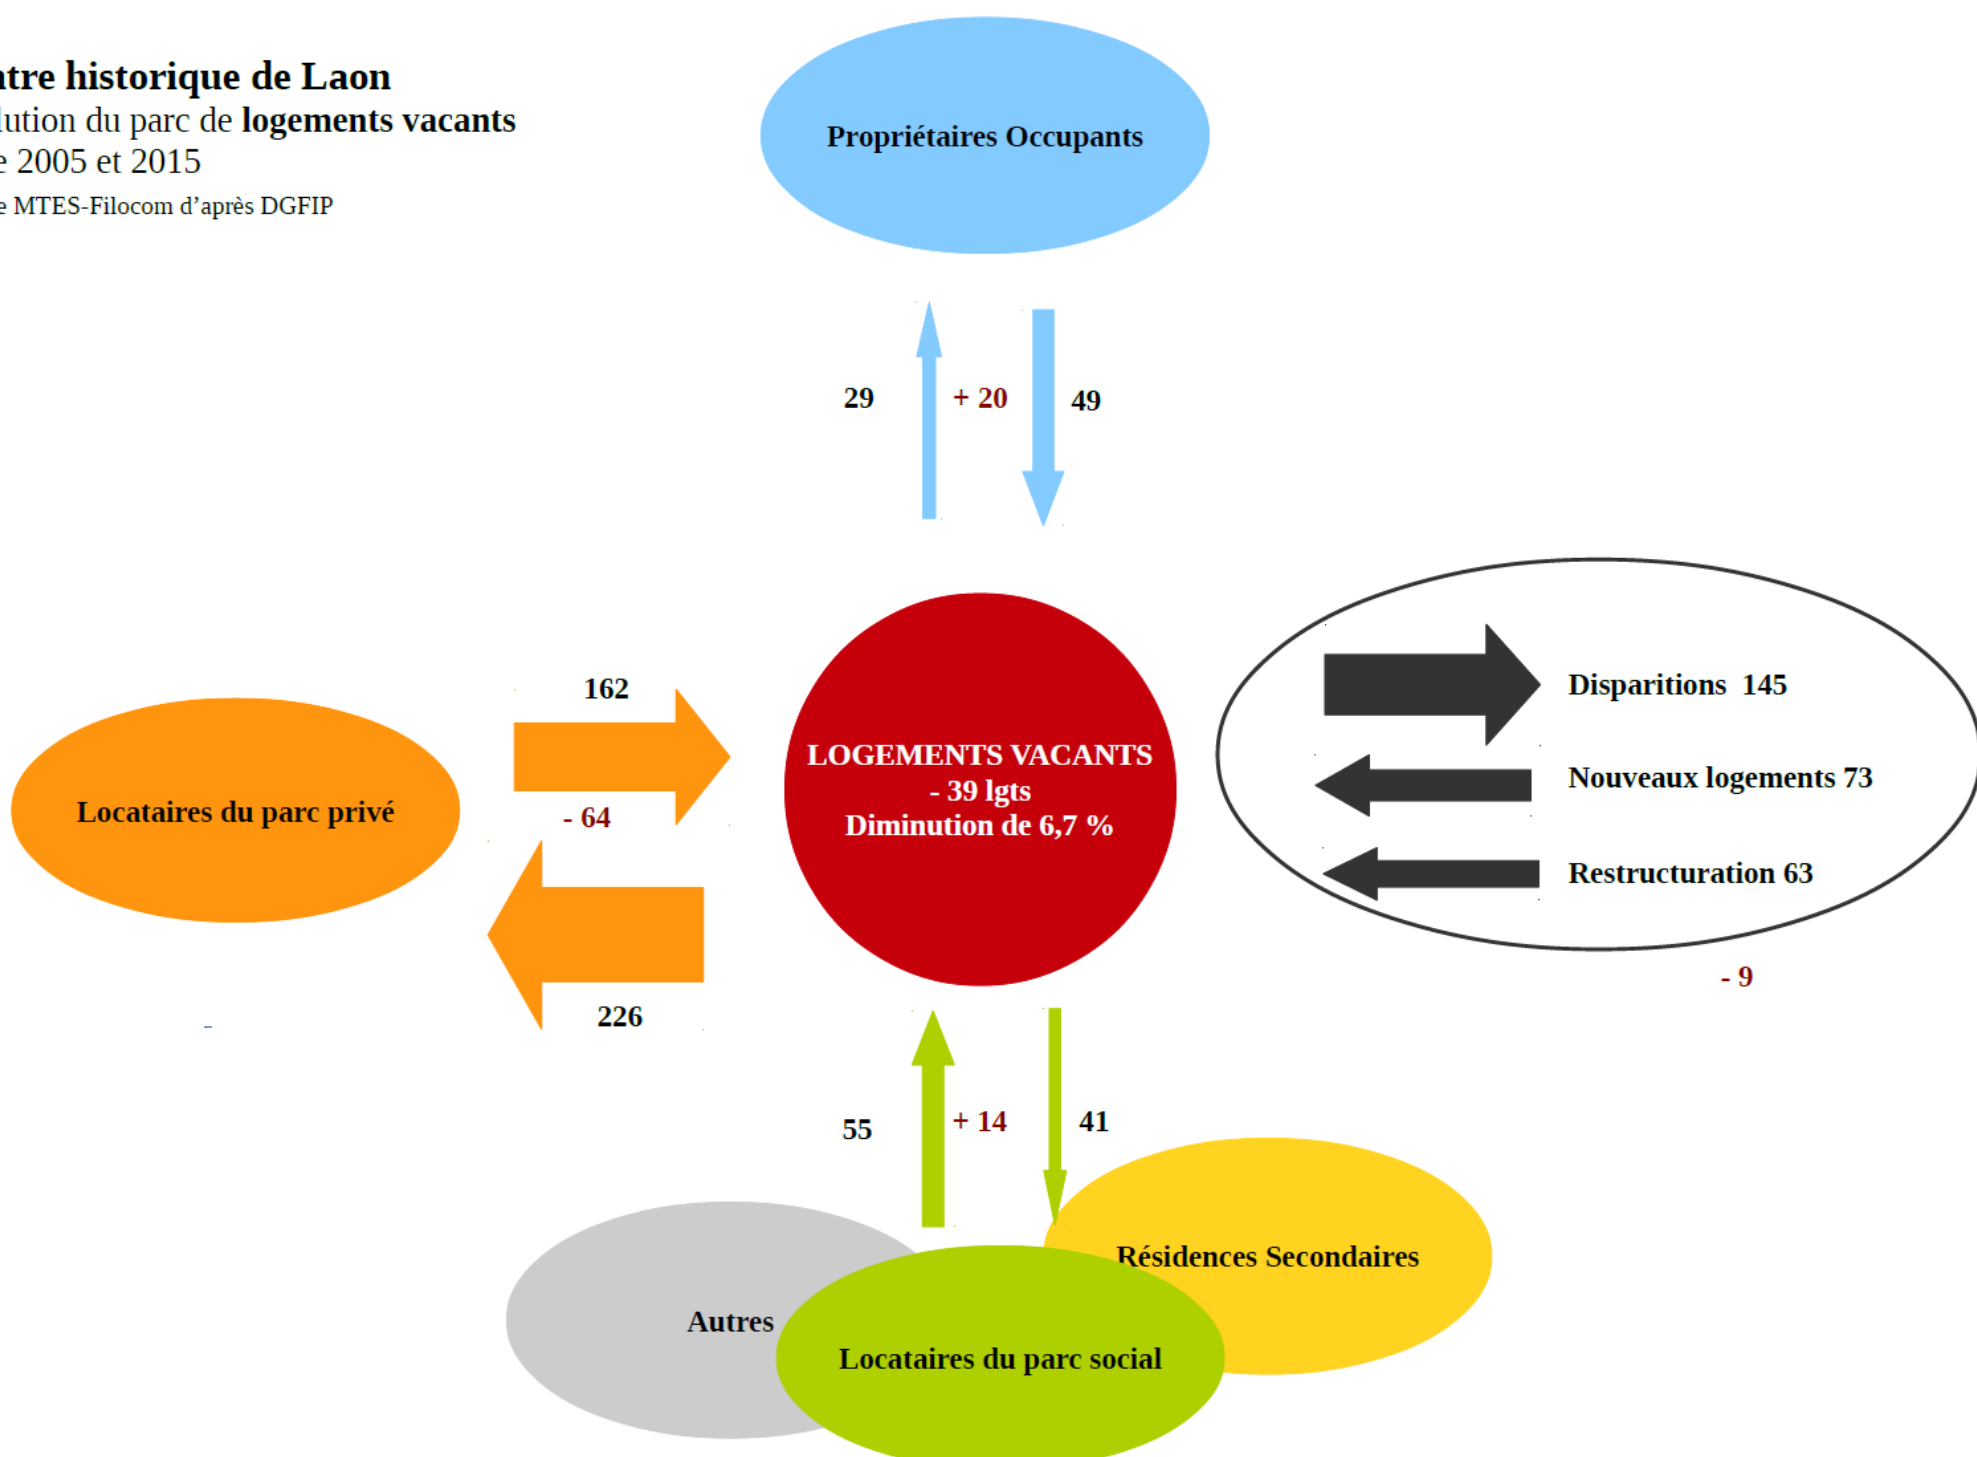 ntre historique de Laon
lution du parc de logements vacants
e 2005 et 2015
e MTES-Filocom d’après DGFIP
Propriétaires Occupants
29
+ 20
49
162
- 64
226
Locataires du parc privé
LOGEMENTS VACANTS
- 39 lgts
Diminution de 6,7 %
Disparitions 145
Nouveaux logements 73
Restructuration 63
- 9
55
+ 14
41
Résidences Secondaires
Autres
Locataires du parc social